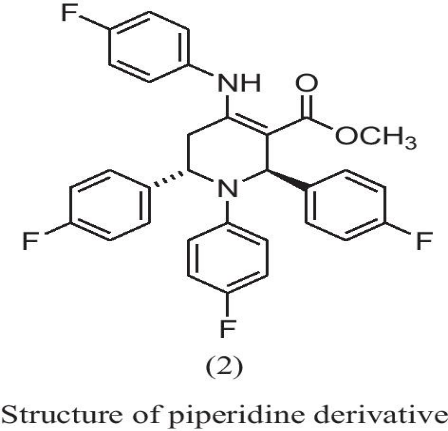 F
NH
O
OCH3
N
F
F
F
(2)
Structure of piperidine derivative